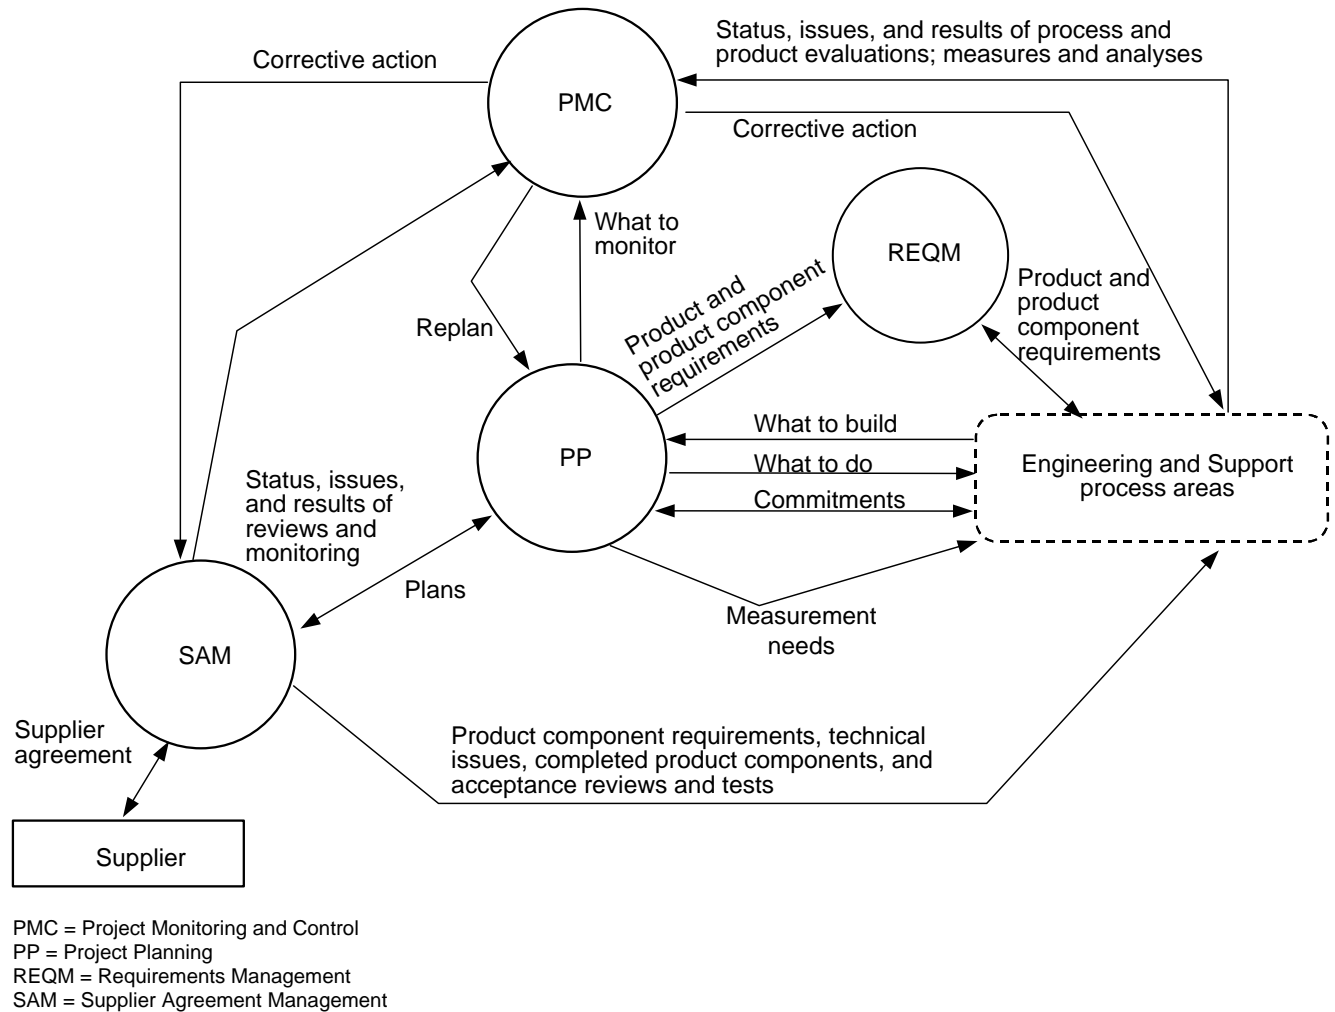 Status, issues, and results of process and
product evaluations; measures and analyses
Corrective action
PMC
Corrective action
What to
monitor
REQM
Product and
product component
requirements
Product and
product
component
requirements
Replan
What to build
PP
What to do
Engineering and Support
process areas
Commitments
Status, issues,
and results of
reviews and
monitoring
Plans
Measurement
needs
SAM
Supplier
agreement
Product component requirements, technical
issues, completed product components, and
acceptance reviews and tests
Supplier
PMC = Project Monitoring and Control
PP = Project Planning
REQM = Requirements Management
SAM = Supplier Agreement Management